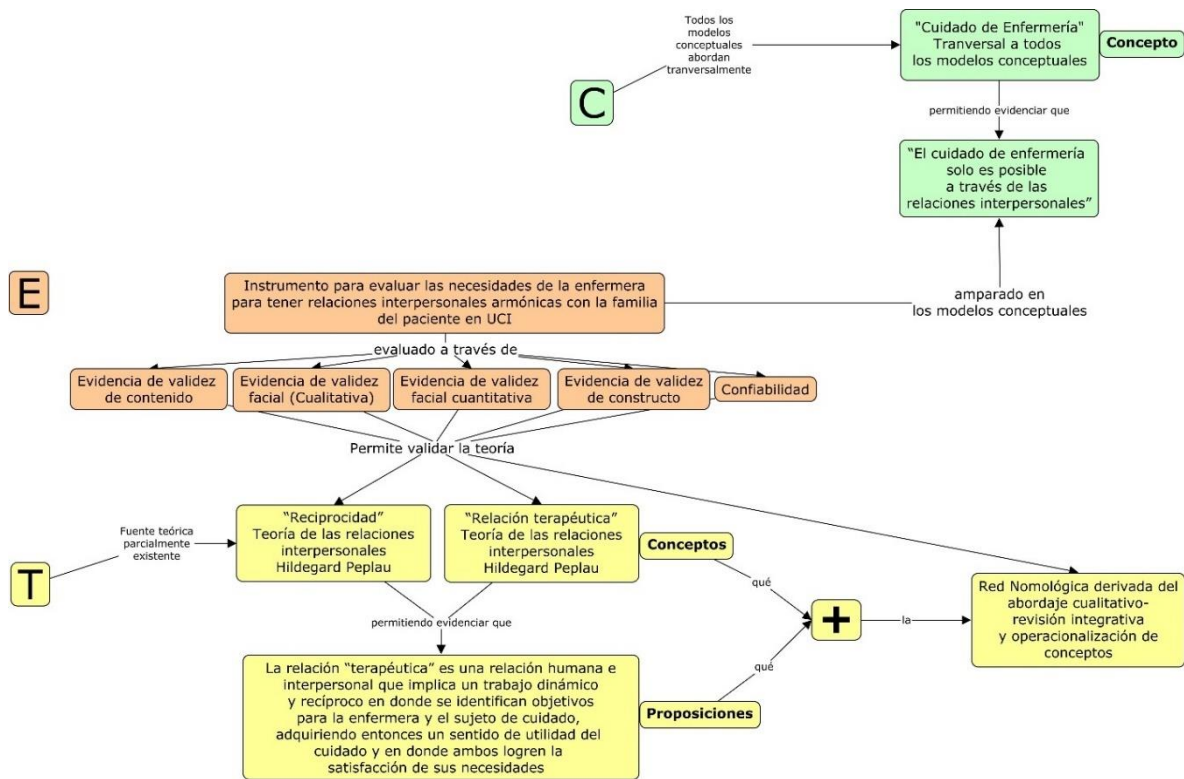 Todos los
modelos
conceptuales
abordan
tranversalmente
"Cuidado de Enfermería"
Tranversal a todos
los modelos conceptuales
Concepto
C
permitiendo evidenciar que
"El cuidado de enfermería
solo es posible
a través de las
relaciones interpersonales"
E
Instrumento para evaluar las necesidades de la enfermera
para tener relaciones interpersonales armónicas con la familia
del paciente en UCI
amparado en
los modelos conceptuales
evaluado a través de
Evidencia de validez
de contenido
Evidencia de validez
facial (Cualitativa)
Evidencia de validez
facial cuantitativa
Evidencia de validez
de constructo
Confiabilidad
Permite validar la teoría
Fuente teórica
parcialmente
existente
T
"Reciprocidad"
Teoría de las relaciones
interpersonales
Hildegard Peplau
"Relación terapéutica"
Teoría de las relaciones
interpersonales
Hildegard Peplau
Conceptos
qué
+
la
Red Nomológica derivada del
abordaje cualitativo-
revisión integrativa
y operacionalización de
conceptos
permitiendo evidenciar que
qué
La relación "terapéutica" es una relación humana e
interpersonal que implica un trabajo dinámico
y recíproco en donde se identifican objetivos
para la enfermera y el sujeto de cuidado,
adquiriendo entonces un sentido de utilidad del
cuidado y en donde ambos logren la
satisfacción de sus necesidades
Proposiciones